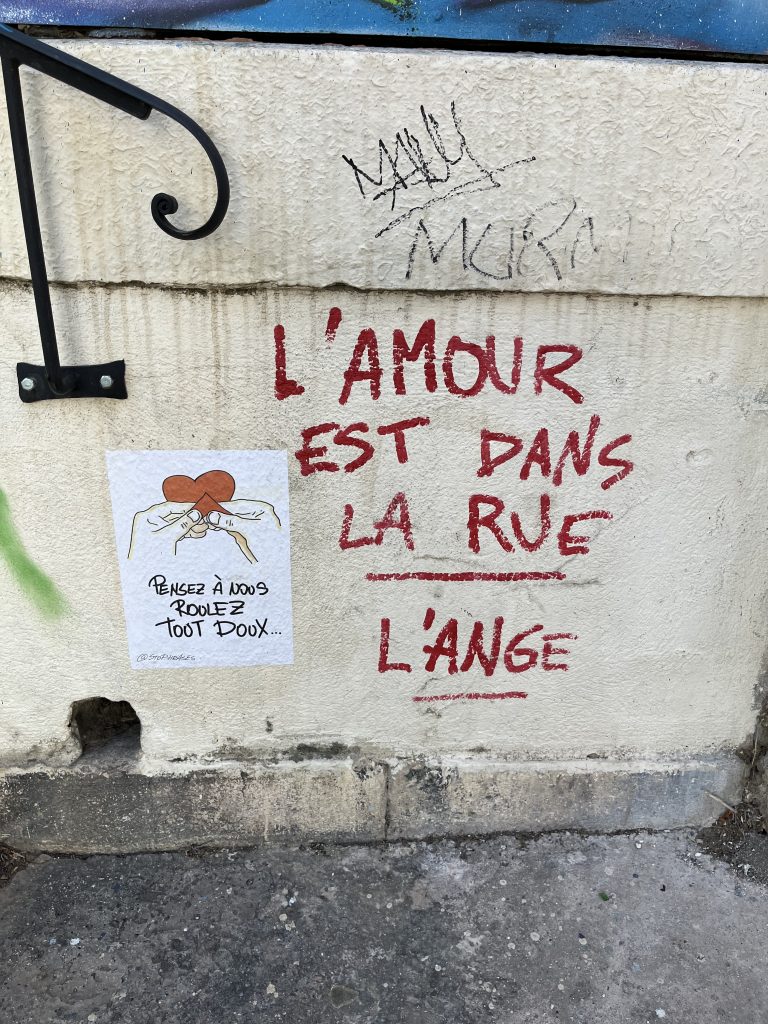 L'AMOUR
EST DANS
LA RUE
L'ANGE
PENSEZ À NOUS
ROULEZ
TOUT DOUX...